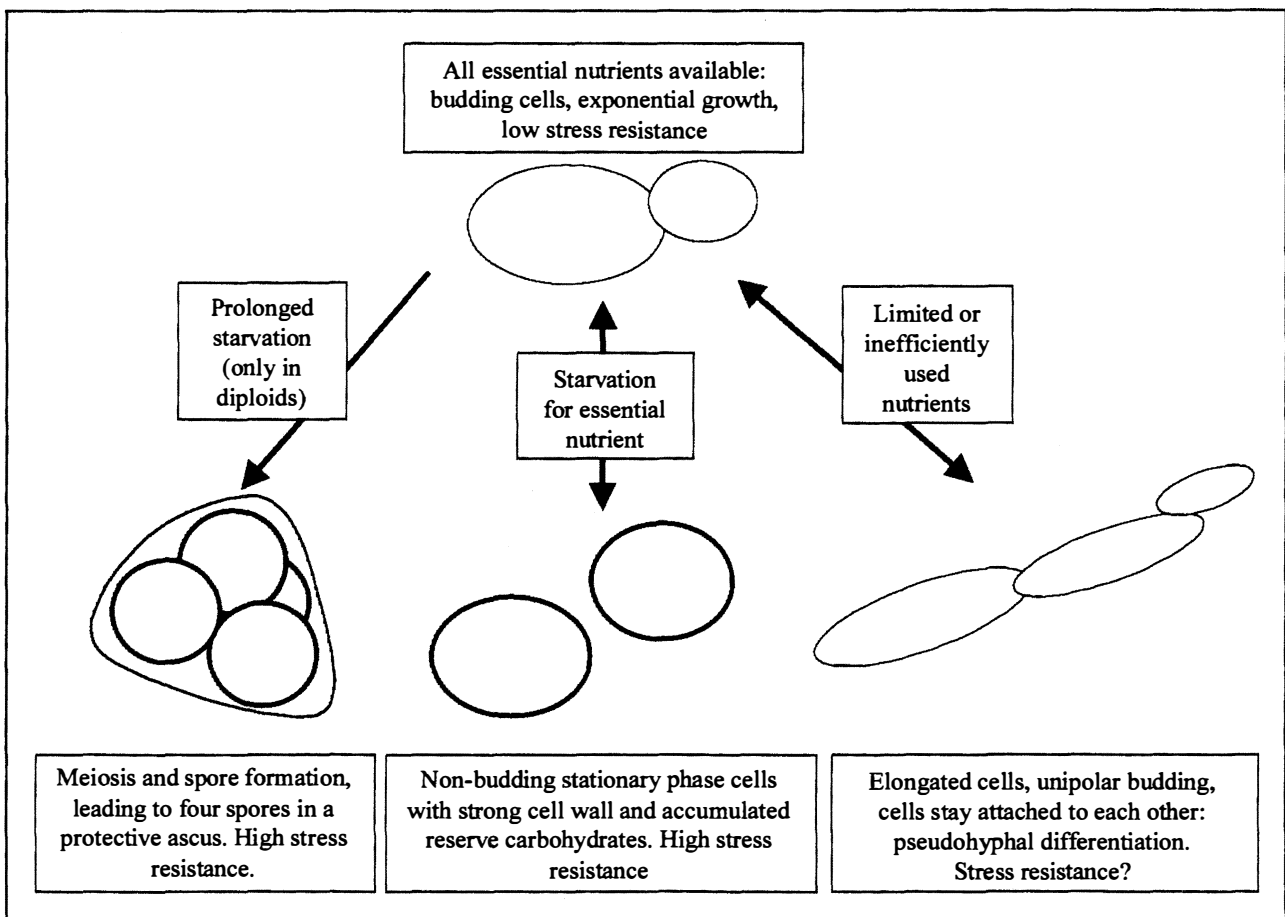 All essential nutrients available:
budding cells, exponential growth,
low stress resistance
Prolonged
starvation
(only in
diploids)
Starvation
for essential
nutrient
Limited or
inefficiently
used
nutrients
Meiosis and spore formation,
leading to four spores in a
protective ascus. High stress
resistance.
Non-budding stationary phase cells
with strong cell wall and accumulated
reserve carbohydrates. High stress
resistance
Elongated cells, unipolar budding,
cells stay attached to each other:
pseudohyphal differentiation.
Stress resistance?